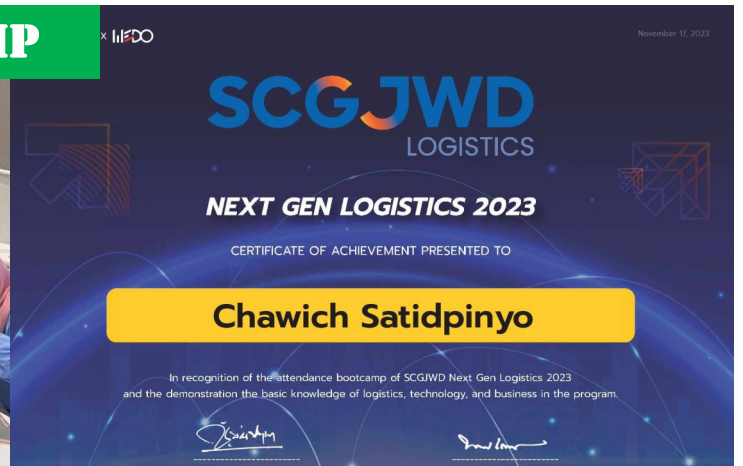 IP
× WEDO
November 17, 2023
SCGJWD
LOGISTICS
NEXT GEN LOGISTICS 2023
CERTIFICATE OF ACHIEVEMENT PRESENTED TO
Chawich Satidpinyo
In recognition of the attendance bootcamp of SCGJWD Next Gen Logistics 2023
and the demonstration the basic knowledge of logistics, technology, and business in the program.